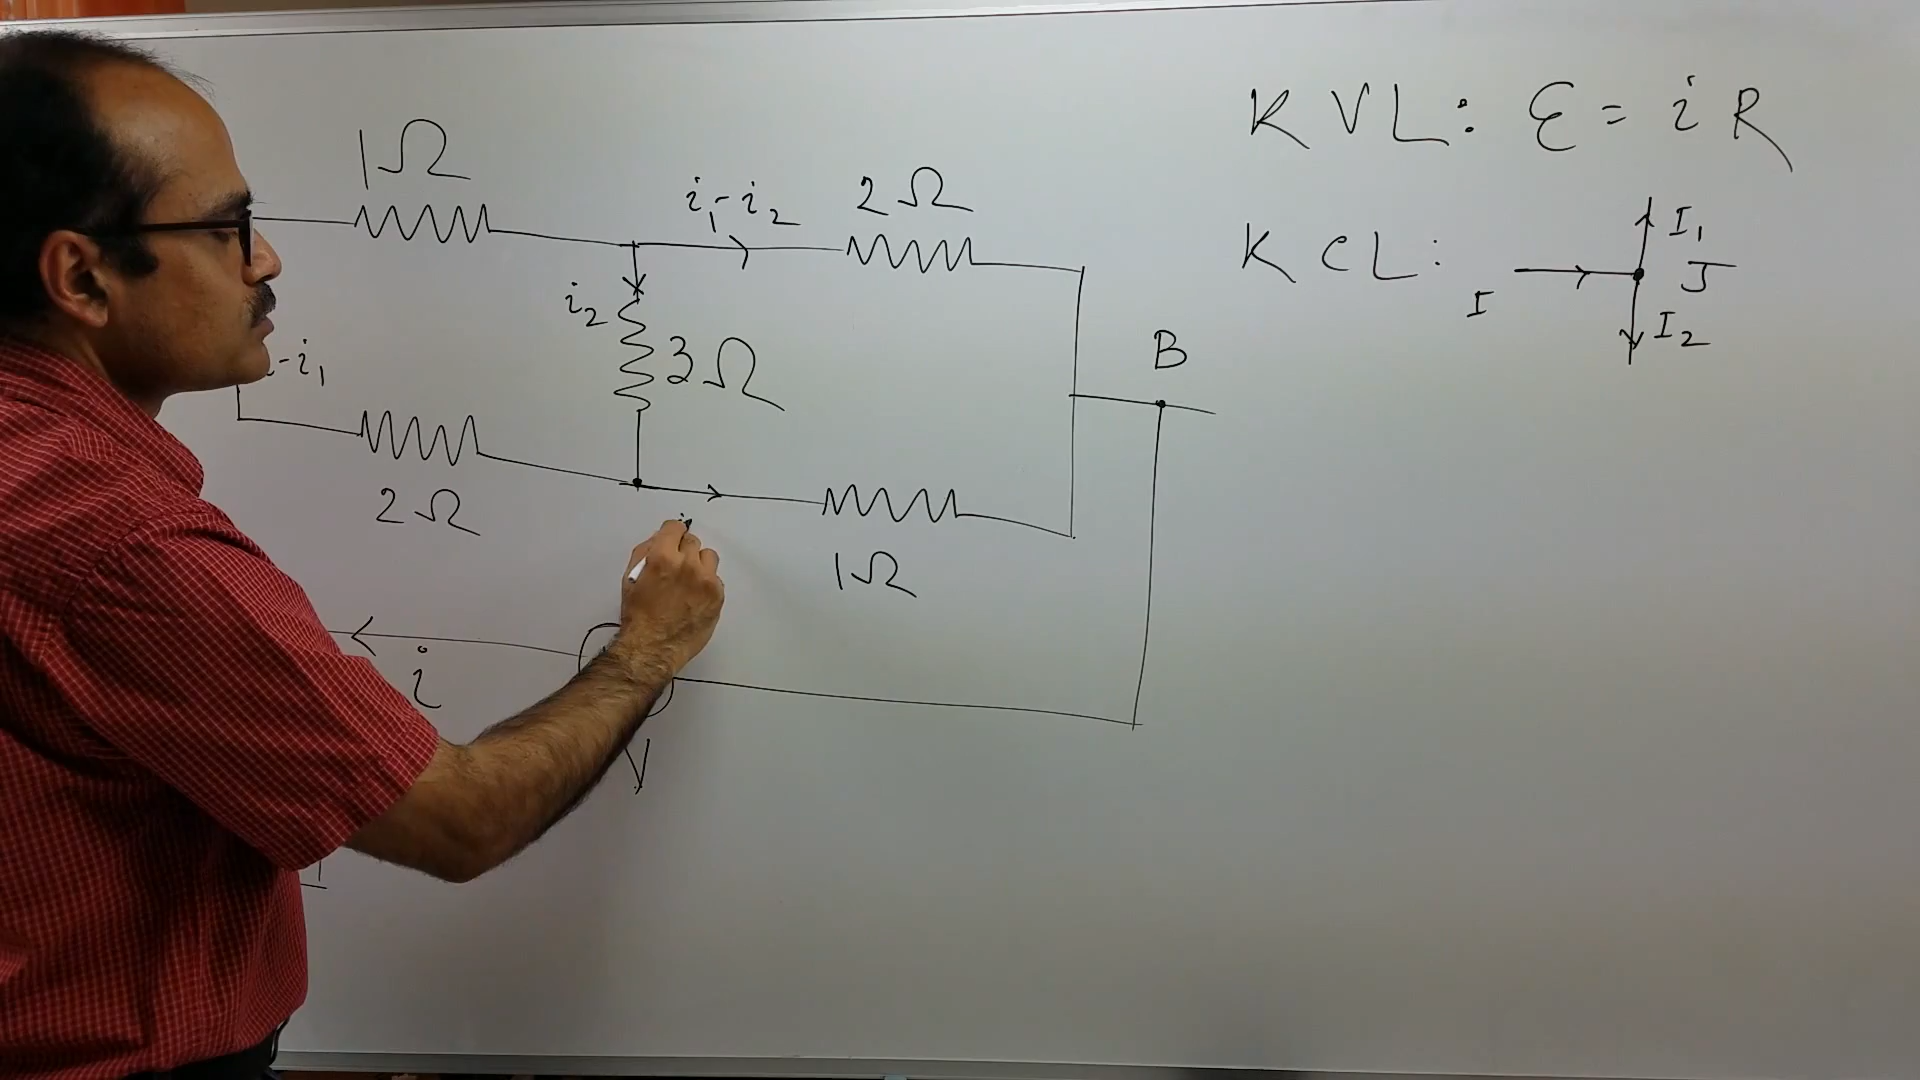 1Ω
i₁-i₂
2Ω
i₂
3Ω
-i₁
2Ω
1Ω
B
i
V
KVL: Ɛ = iR
KCL:
I
I₁
J
I₂